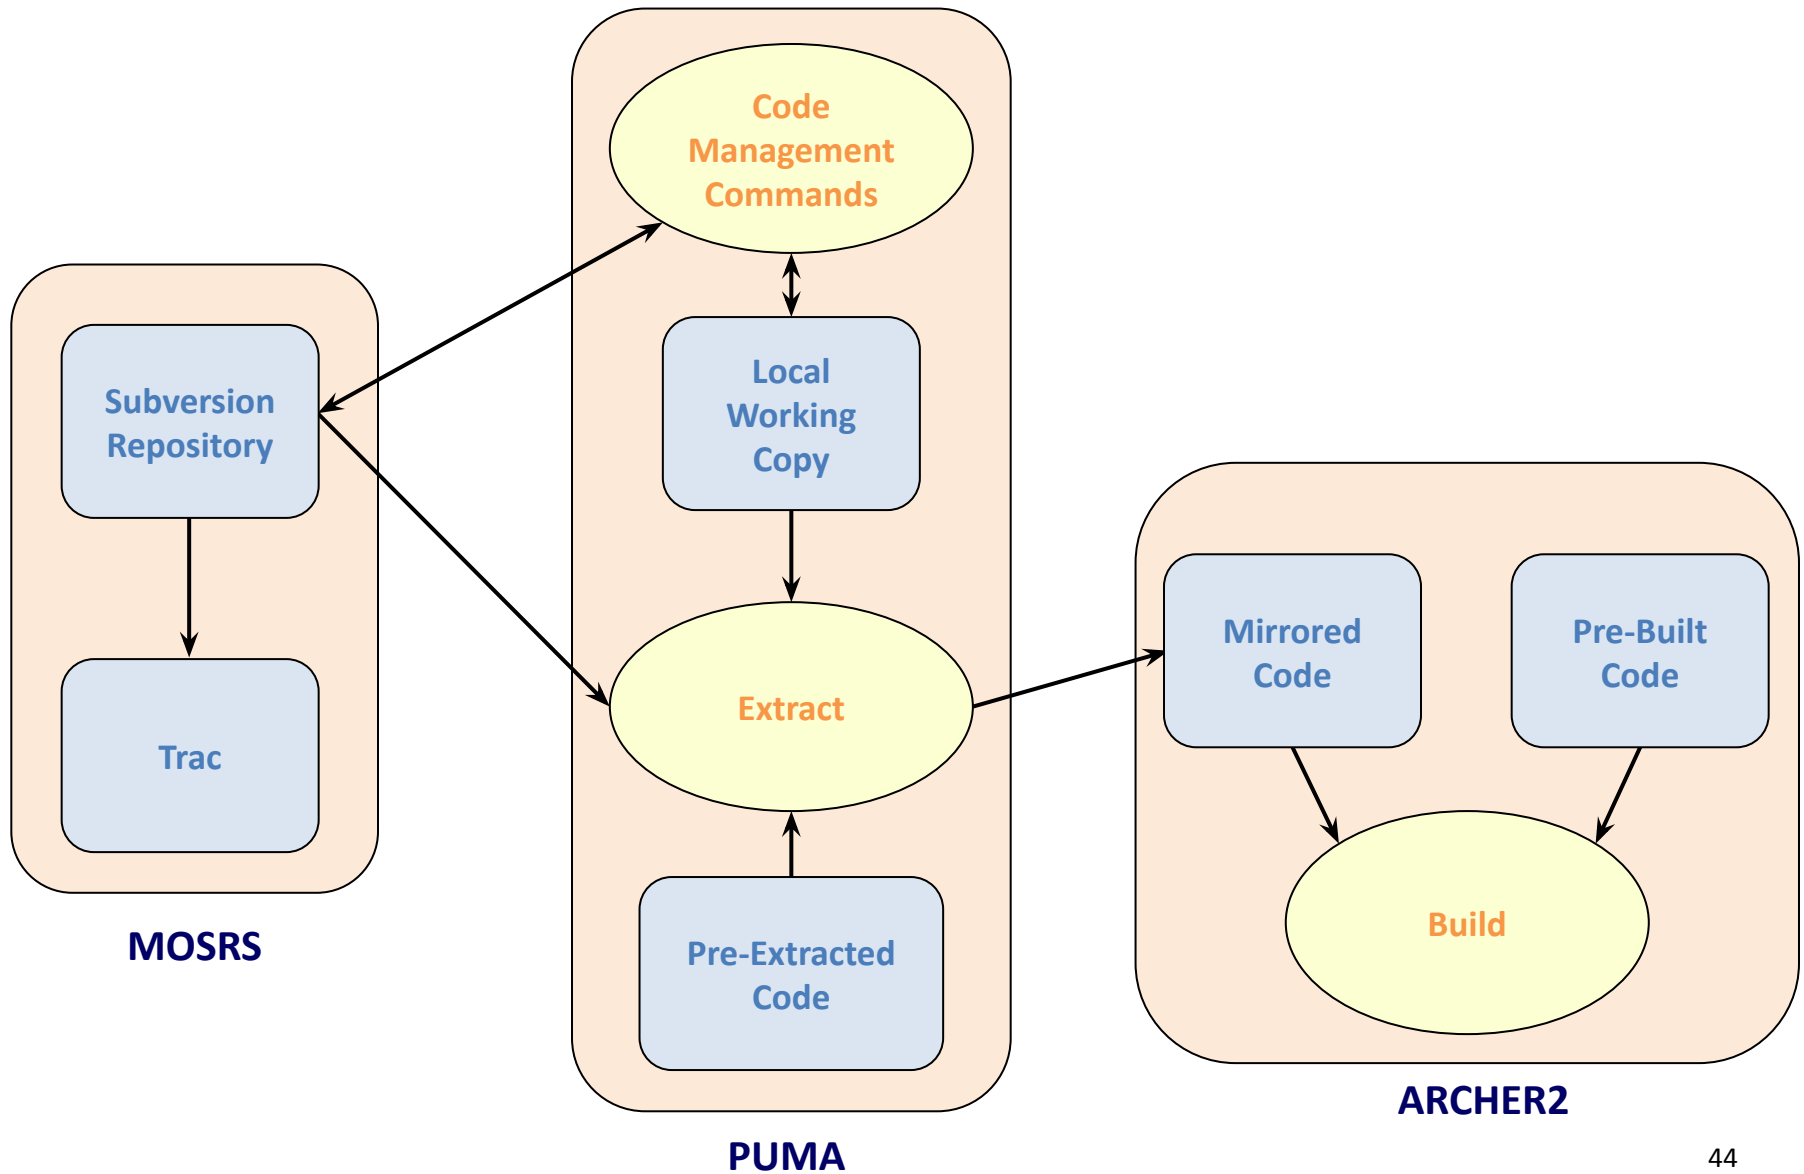 Code
Management
Commands
Subversion
Repository
Local
Working
Copy
Trac
Extract
Mirrored
Code
Pre-Built
Code
Pre-Extracted
Code
Build
MOSRS
ARCHER2
PUMA
44